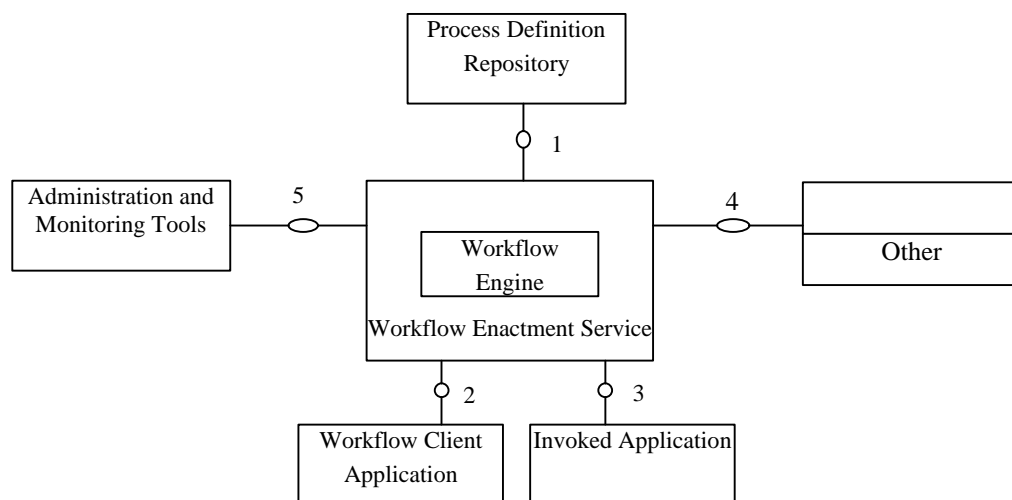 Process Definition
Repository
1
Administration and
Monitoring Tools
5
4
Other
Workflow
Engine
Workflow Enactment Service
2
3
Workflow Client
Application
Invoked Application